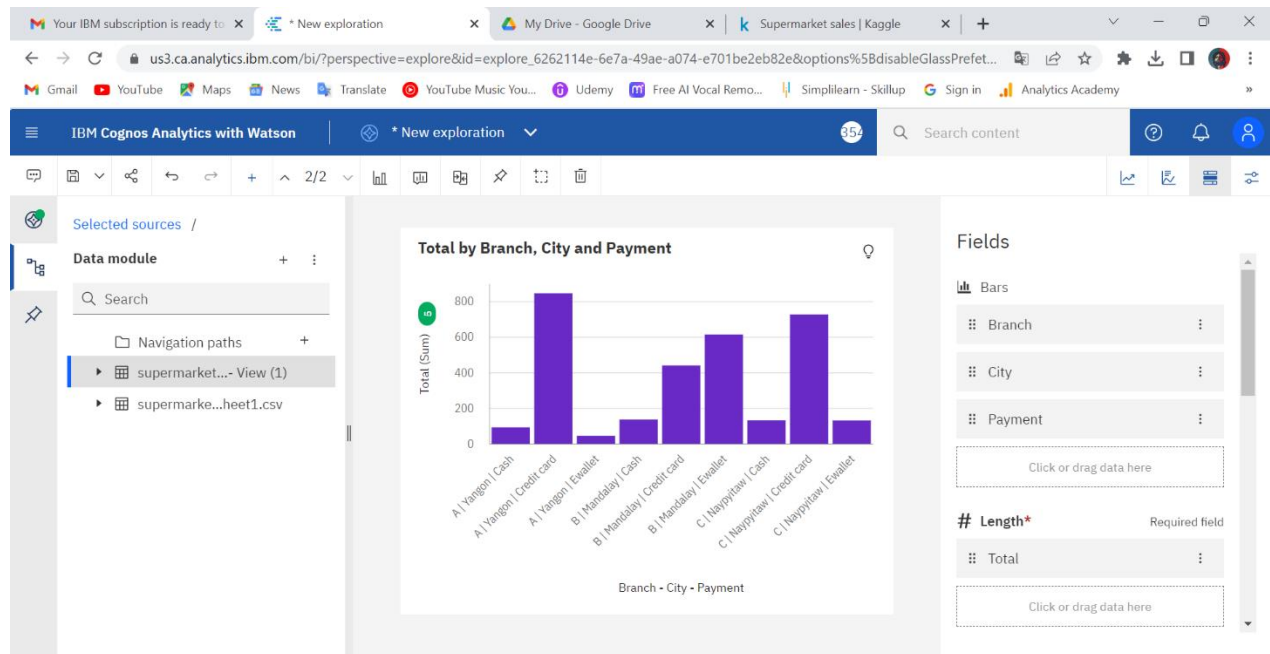 Your IBM subscription is ready to
* New exploration
My Drive - Google Drive
Supermarket sales | Kaggle
us3.ca.analytics.ibm.com/bi/?perspective=explore&id=explore_6262114e-6e7a-49ae-a074-e701be2eb82e&options%5BdisableGlassPrefet...
Gmail YouTube Maps News Translate YouTube Music You... Udemy Free AI Vocal Remo... Simplilearn - Skillup Sign in Analytics Academy »
IBM Cognos Analytics with Watson
* New exploration
354
Search content
2/2
Selected sources /
Data module
Search
Navigation paths
supermarket...- View (1)
supermarke...heet1.csv
Total by Branch, City and Payment
5
Total (Sum)
800
600
400
200
0
A | Yangon | Cash
A | Yangon | Credit card
A | Yangon | Ewallet
B | Mandalay | Cash
B | Mandalay | Credit card
B | Mandalay | Ewallet
C | Naypyitaw | Cash
C | Naypyitaw | Credit card
C | Naypyitaw | Ewallet
Branch - City - Payment
Fields
Bars
Branch
City
Payment
Click or drag data here
# Length* Required field
Total
Click or drag data here